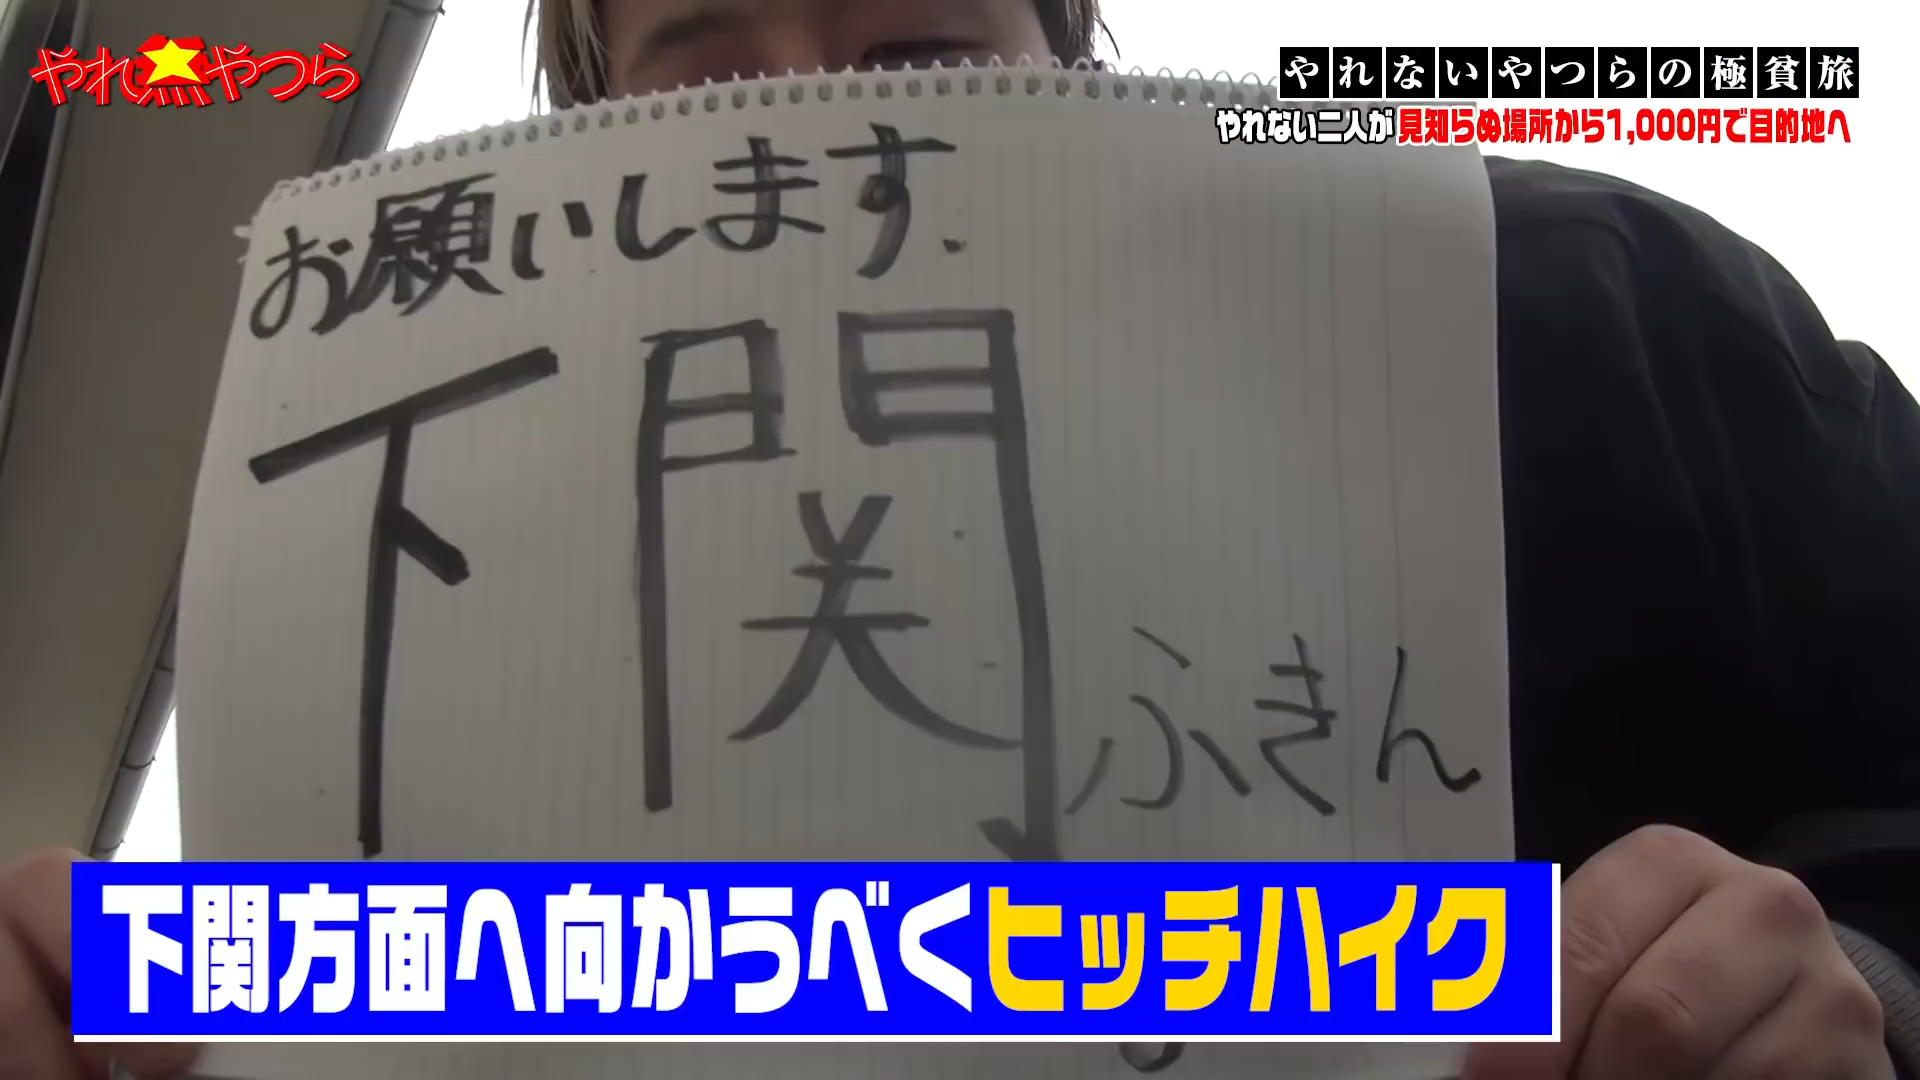 やれ点やつら
やれないやつらの極貧旅
やれない二人が見知らぬ場所から1,000円で目的地へ
お願いします.
下関ふきん
下関方面へ向かうべくヒッチハイク